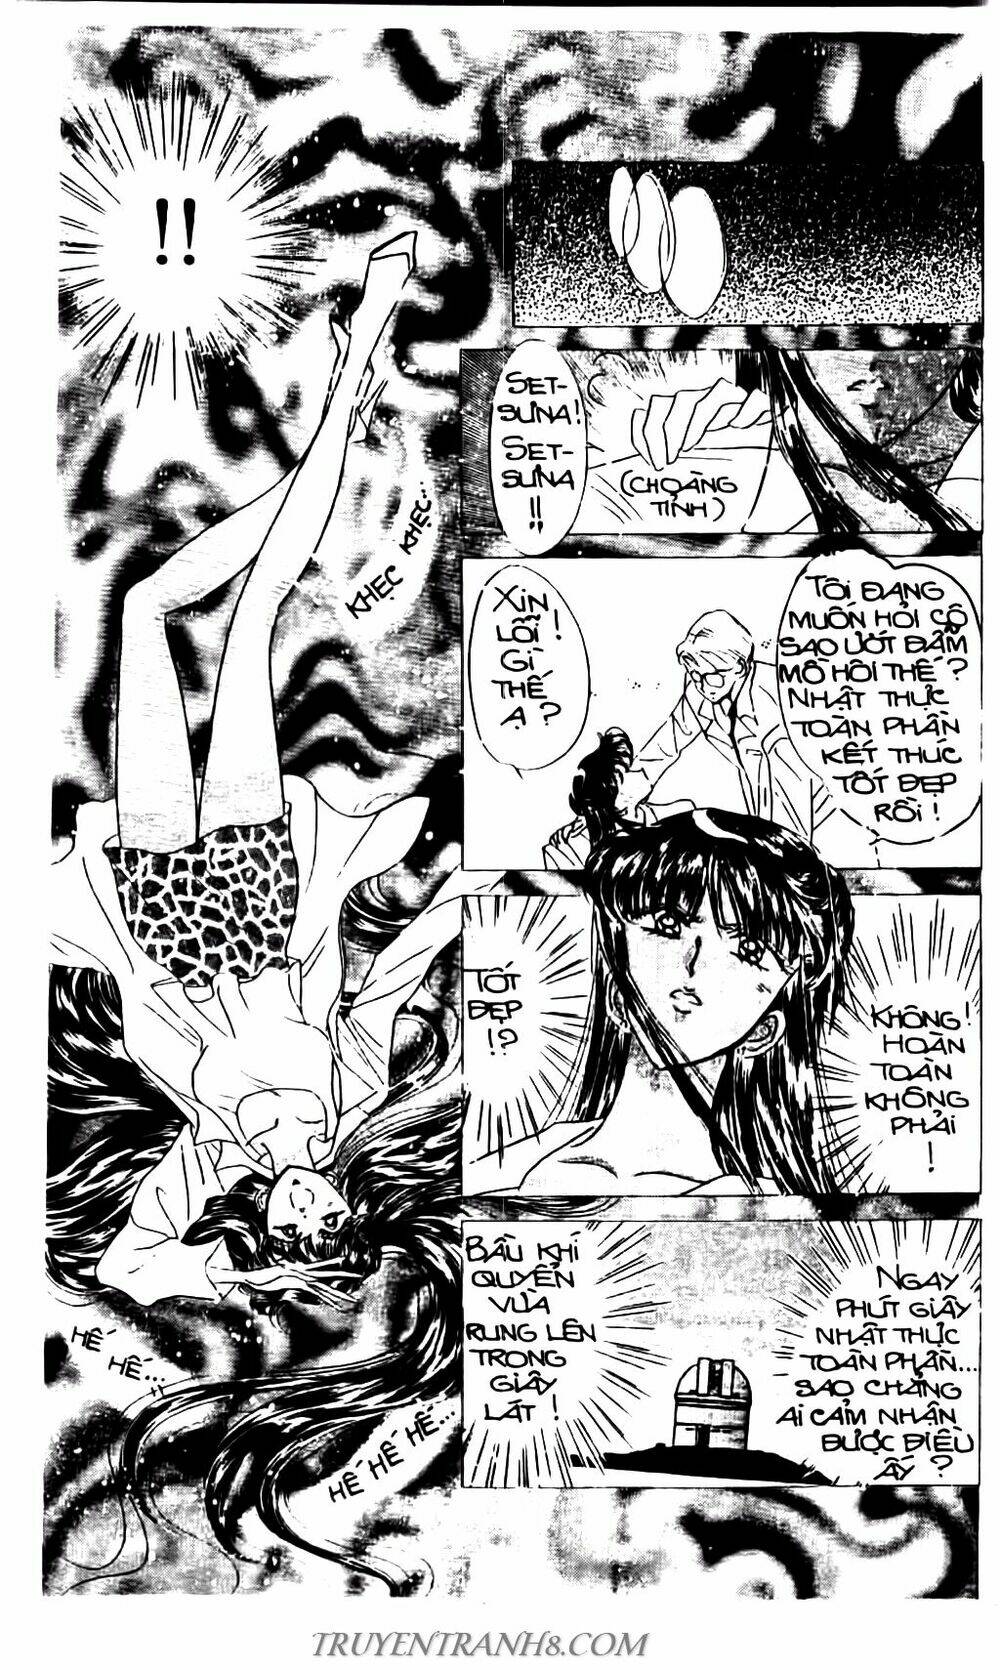 SET-
SƯNA!
SET-
SƯNA
!!
(CHOÀNG
TỈNH)
TÔI ĐANG
MUỐN HỎI CÔ
SAO ƯỚT ĐẪM
MỒ HÔI THẾ?
NHẬT THỰC
TOÀN PHẦN
KẾT THÚC
TỐT ĐẸP
RỒI!
XIN
LỖI!
GÌ
THẾ
Ạ?
KHÔNG!
HOÀN
TOÀN
KHÔNG
PHẢI
!
TỐT
ĐẸP
!?
NGAY
PHÚT GIÂY
NHẬT THỰC
TOÀN PHẦN...
SAO CHẲNG
AI CẢM NHẬN
ĐƯỢC ĐIỀU
ẤY?
BẦU KHÍ
QUYỂN
VỪA
RUNG LÊN
TRONG
GIÂY
LÁT!
!!
KHẸC KHẸC...
HẾ HẾ...
HẾ HẾ HẾ...
TRUYENTRANH8.COM